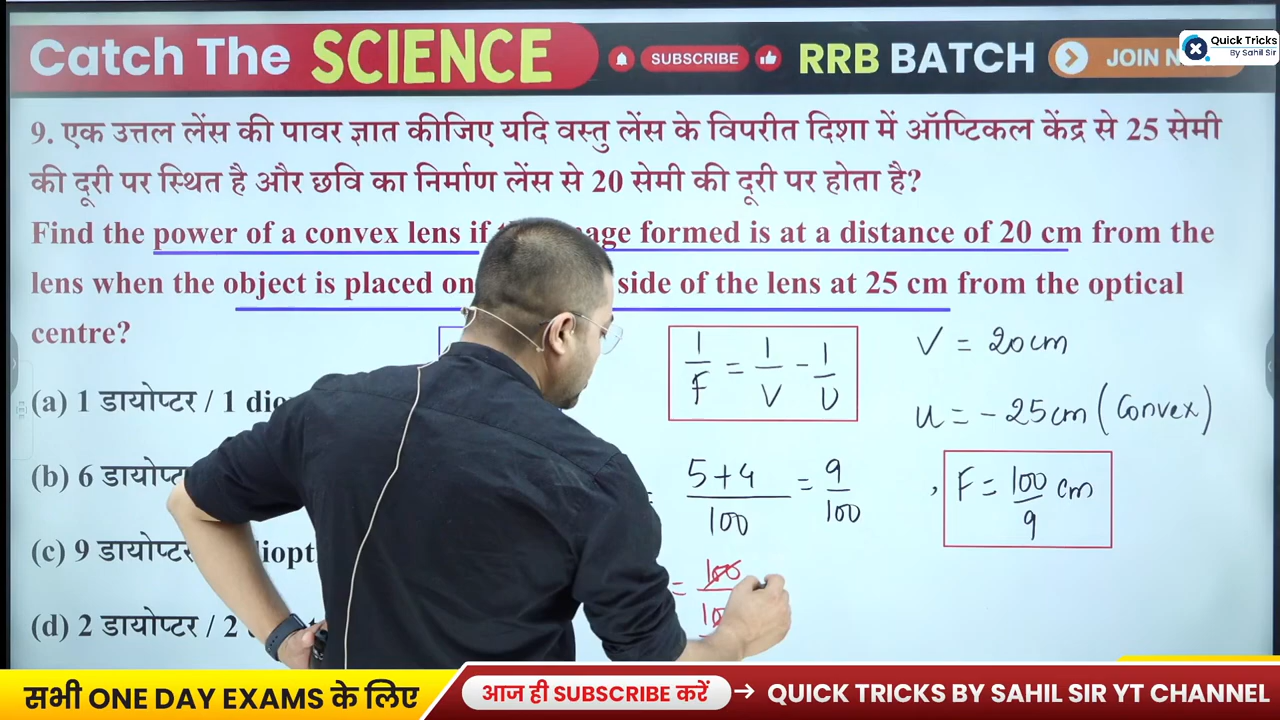 Catch The SCIENCE SUBSCRIBE RRB BATCH JOIN
Quick Tricks
By Sahil Sir
9. एक उत्तल लेंस की पावर ज्ञात कीजिए यदि वस्तु लेंस के विपरीत दिशा में ऑप्टिकल केंद्र से 25 सेमी
की दूरी पर स्थित है और छवि का निर्माण लेंस से 20 सेमी की दूरी पर होता है?
Find the power of a convex lens if formed is at a distance of 20 cm from the
lens when the object is placed on side of the lens at 25 cm from the optical
centre?
1/F = 1/V - 1/U
V = 20cm
u = - 25cm (Convex)
(a) 1 डायोप्टर / 1
(b) 6
(c) 9 डायोप्टर
(d) 2 डायोप्टर / 2
5+4/100 = 9/100
, F = 100/9 cm
= 100
सभी ONE DAY EXAMS के लिए
आज ही SUBSCRIBE करें → QUICK TRICKS BY SAHIL SIR YT CHANNEL